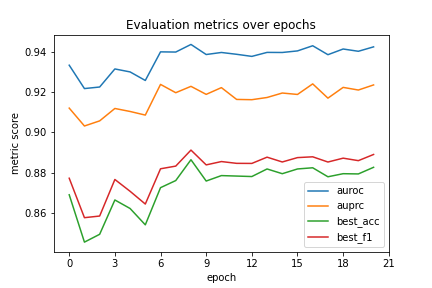 Evaluation metrics over epochs
metric score
0.94
0.92
0.90
0.88
0.86
0 3 6 9 12 15 18 21
epoch
auroc
auprc
best_acc
best_f1